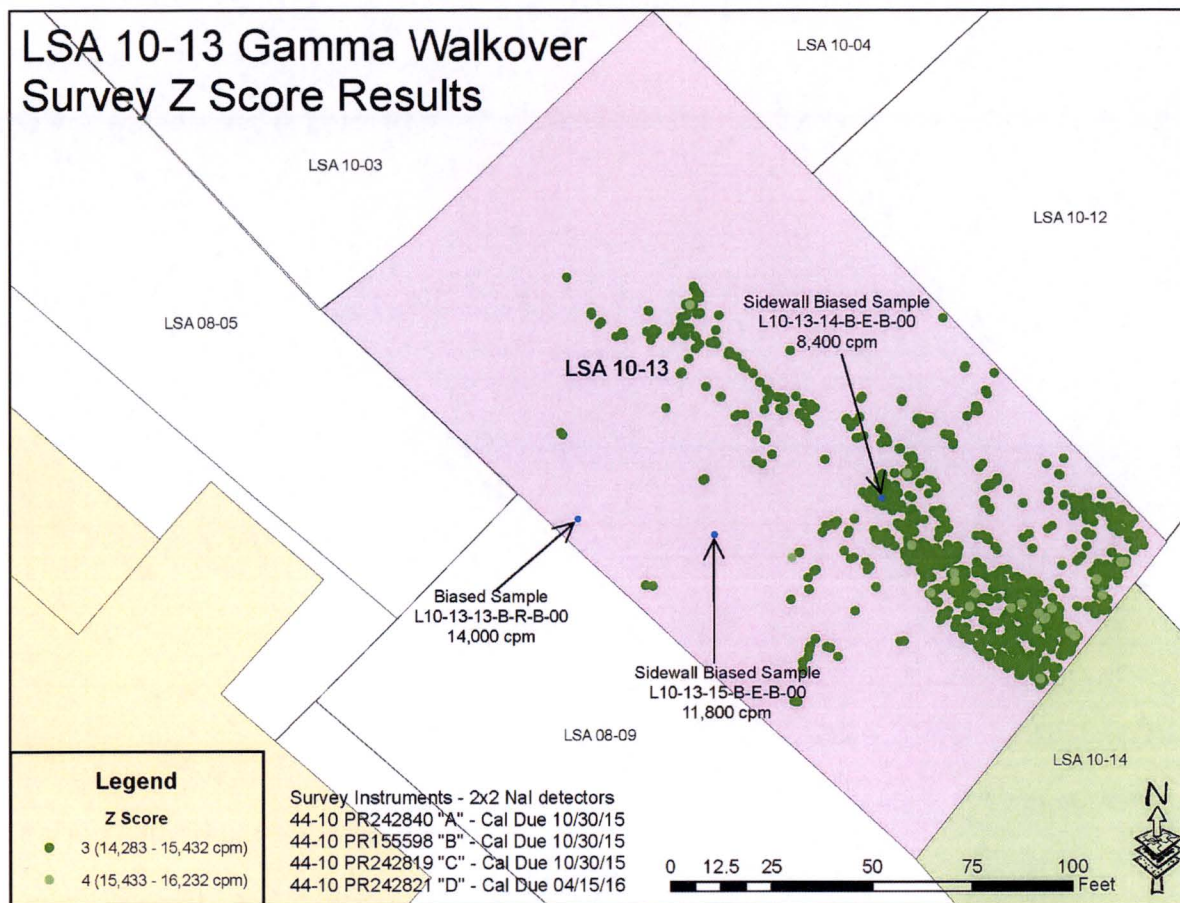 LSA 10-13 Gamma Walkover
Survey Z Score Results
LSA 10-04
LSA 10-03
LSA 10-12
LSA 08-05
Sidewall Biased Sample
L10-13-14-B-E-B-00
8,400 cpm
LSA 10-13
Biased Sample
L10-13-13-B-R-B-00
14,000 cpm
Sidewall Biased Sample
L10-13-15-B-E-B-00
11,800 cpm
LSA 08-09
LSA 10-14
Legend
Z Score
3 (14,283 - 15,432 cpm)
4 (15,433 - 16,232 cpm)
Survey Instruments - 2x2 NaI detectors
44-10 PR242840 "A" - Cal Due 10/30/15
44-10 PR155598 "B" - Cal Due 10/30/15
44-10 PR242819 "C" - Cal Due 10/30/15
44-10 PR242821 "D" - Cal Due 04/15/16
0 12.5 25 50 75 100
Feet
N